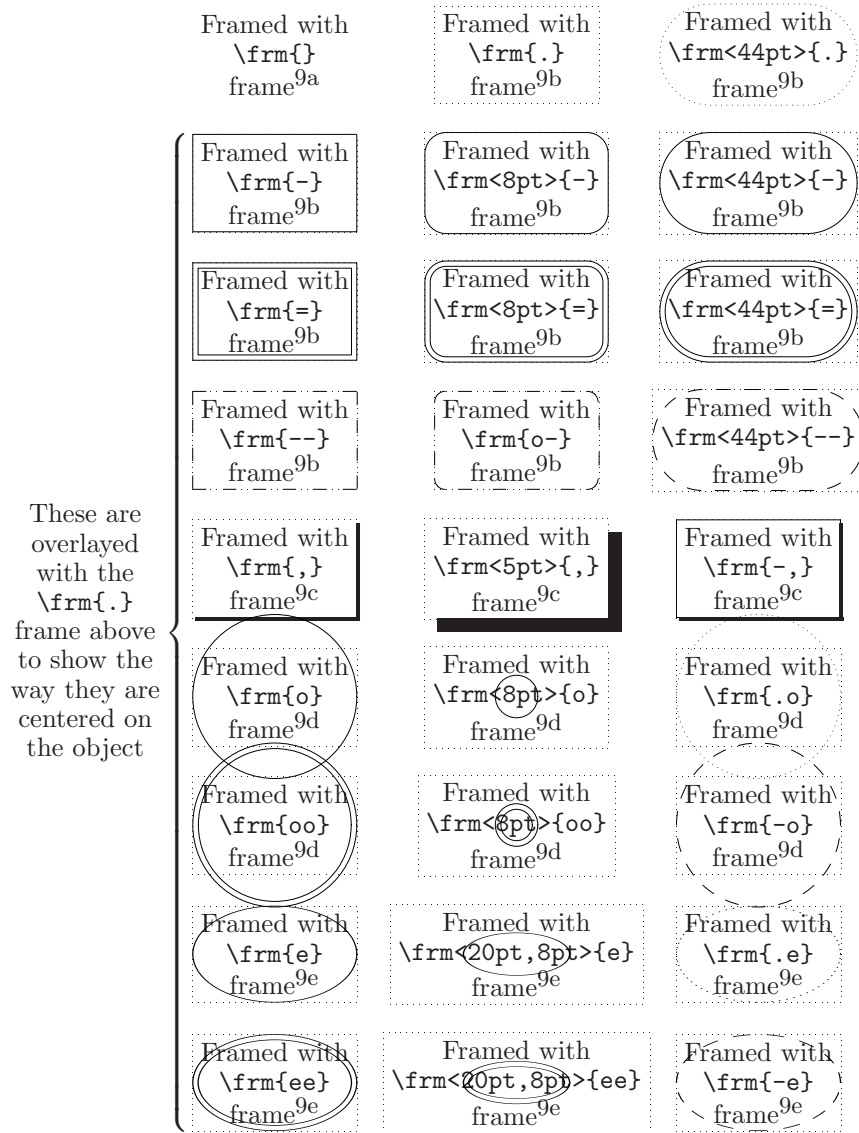 Framed with
\frm{}
frame9a
Framed with
\frm{.}
frame9b
Framed with
\frm<44pt>{.}
frame9b
These are
overlayed
with the
\frm{.}
frame above
to show the
way they are
centered on
the object
Framed with
\frm{-}
frame9b
Framed with
\frm<8pt>{-}
frame9b
Framed with
\frm<44pt>{-}
frame9b
Framed with
\frm{=}
frame9b
Framed with
\frm<8pt>{=}
frame9b
Framed with
\frm<44pt>{=}
frame9b
Framed with
\frm{--}
frame9b
Framed with
\frm{o-}
frame9b
Framed with
\frm<44pt>{--}
frame9b
Framed with
\frm{,}
frame9c
Framed with
\frm<5pt>{,}
frame9c
Framed with
\frm{-,}
frame9c
Framed with
\frm{o}
frame9d
Framed with
\frm<8pt>{o}
frame9d
Framed with
\frm{.o}
frame9d
Framed with
\frm{oo}
frame9d
Framed with
\frm<8pt>{oo}
frame9d
Framed with
\frm{-o}
frame9d
Framed with
\frm{e}
frame9e
Framed with
\frm<20pt,8pt>{e}
frame9e
Framed with
\frm{.e}
frame9e
Framed with
\frm{ee}
frame9e
Framed with
\frm<20pt,8pt>{ee}
frame9e
Framed with
\frm{-e}
frame9e